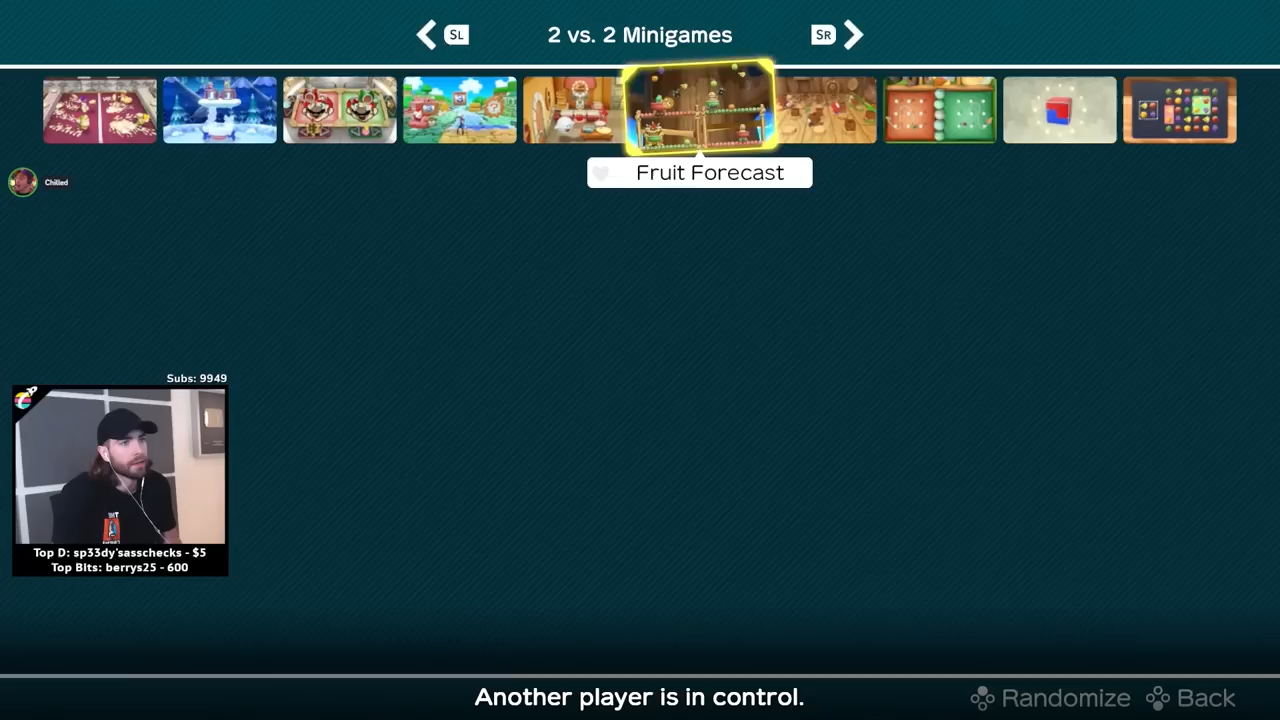 SL
2 vs. 2 Minigames
SR
Fruit Forecast
Chilled
Subs: 9949
Top D: sp33dy'sasschecks - $5
Top Bits: berrys25 - 600
Another player is in control.
Randomize
Back